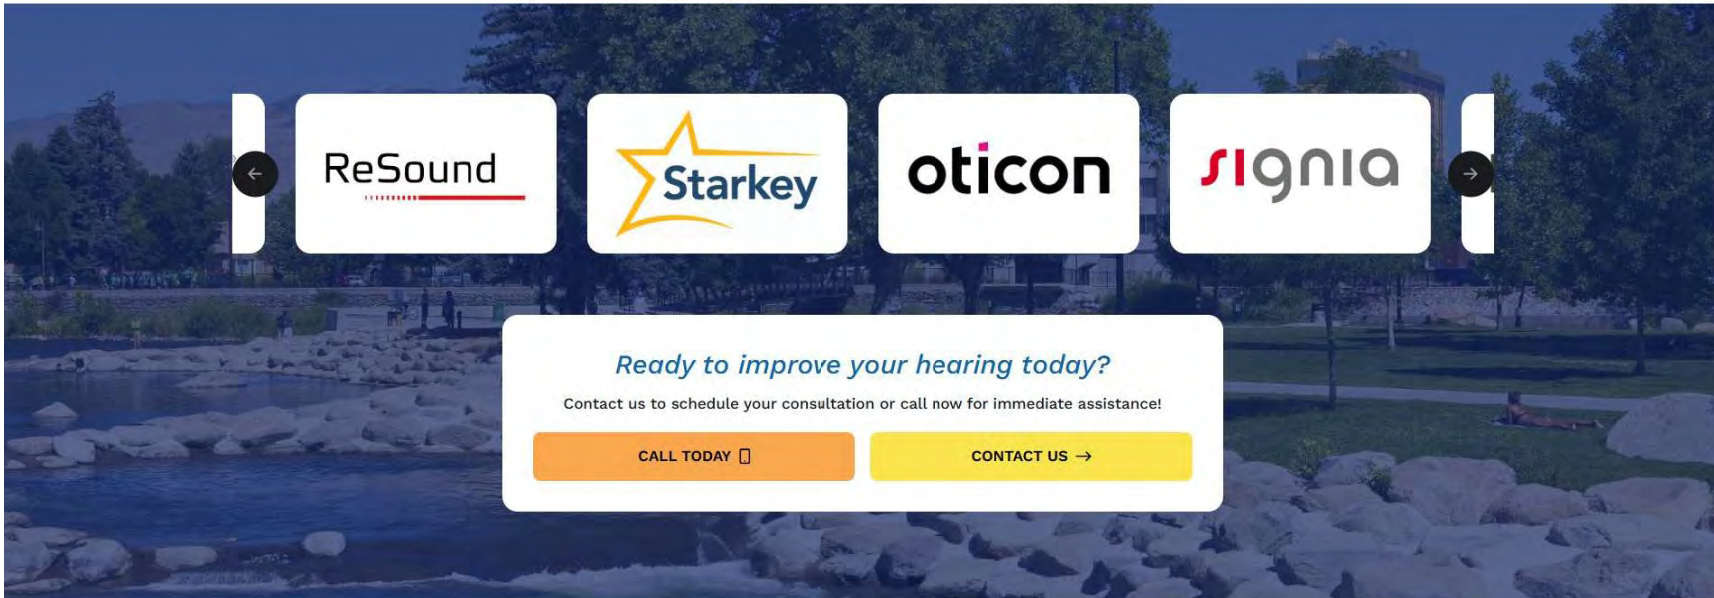 ReSound
Starkey
oticon
signia
Ready to improve your hearing today?
Contact us to schedule your consultation or call now for immediate assistance!
CALL TODAY
CONTACT US →